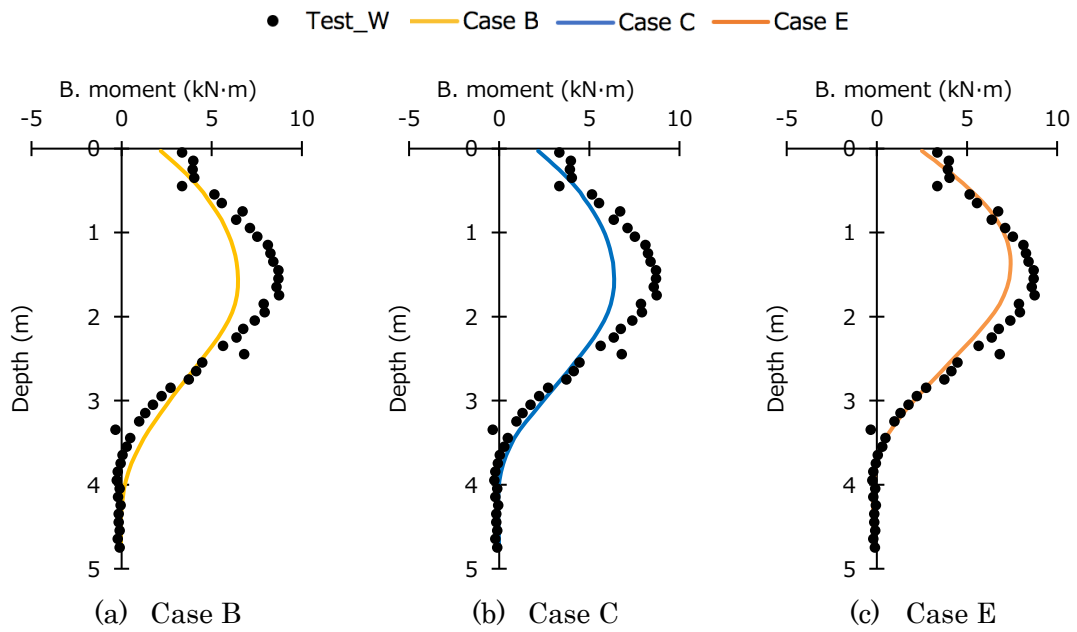 Test_W Case B Case C Case E
B. moment (kN·m) B. moment (kN·m) B. moment (kN·m)
-5 0 5 10 -5 0 5 10 -5 0 5 10
0 0 0
1 1 1
2 2 2
3 3 3
4 4 4
5 5 5
Depth (m) Depth (m) Depth (m)
(a) Case B (b) Case C (c) Case E